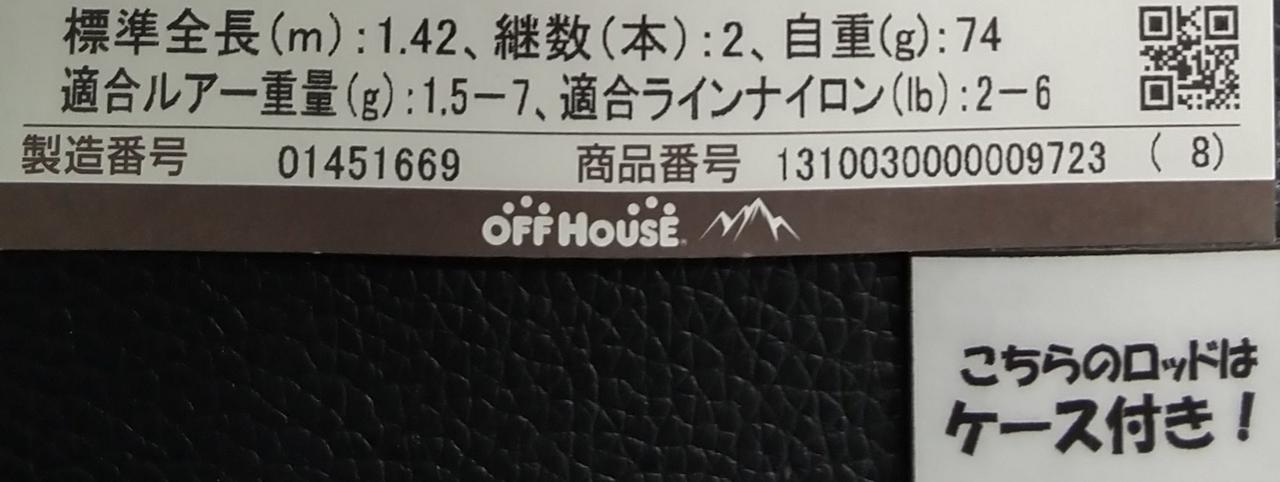 標準全長(m):1.42、継数(本):2、自重(g):74
適合ルアー重量(g):1.5－7、適合ラインナイロン(lb):2－6
製造番号 01451669 商品番号 1310030000009723 ( 8)
OFF HOUSE
こちらのロッドは
ケース付き！